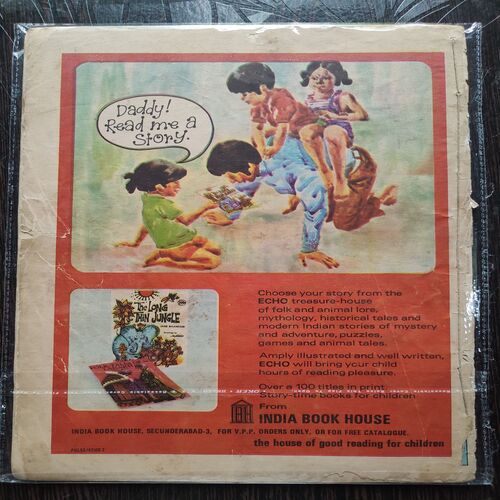 Daddy!
Read me a
Story.
Choose your story from the
ECHO treasure-house
of folk and animal lore,
mythology, historical tales and
modern Indian stories of mystery
and adventure, puzzles,
games and animal tales.
Amply illustrated and well written,
ECHO will bring your child
hours of reading pleasure.
Over a 100 titles in print
Story-time books for children
From
INDIA BOOK HOUSE
INDIA BOOK HOUSE, SECUNDERABAD-3, FOR V.P.P. ORDERS ONLY, OR FOR FREE CATALOGUE.
the house of good reading for children
The LONG
THIN JUNGLE